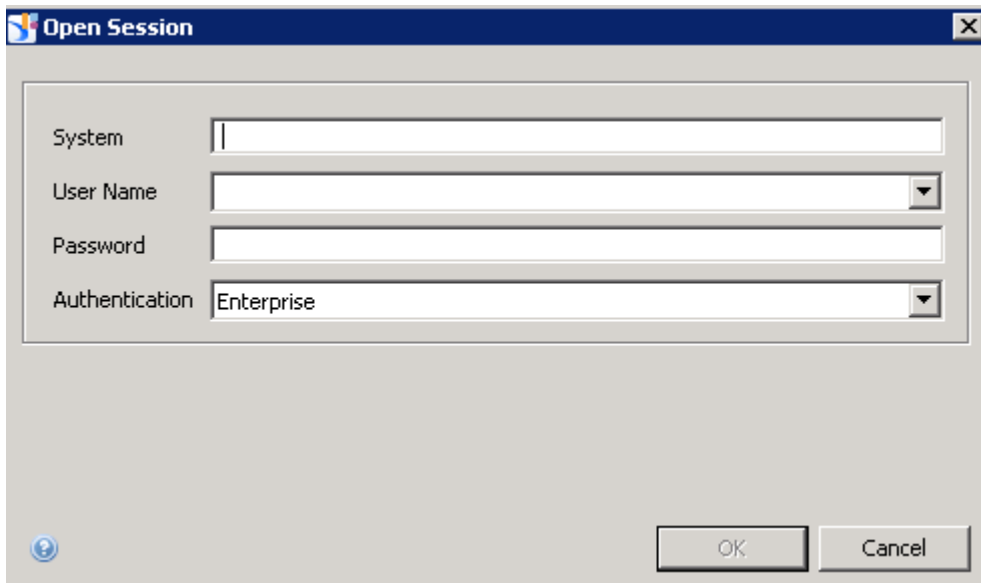 Open Session
System
User Name
Password
Authentication Enterprise
OK Cancel